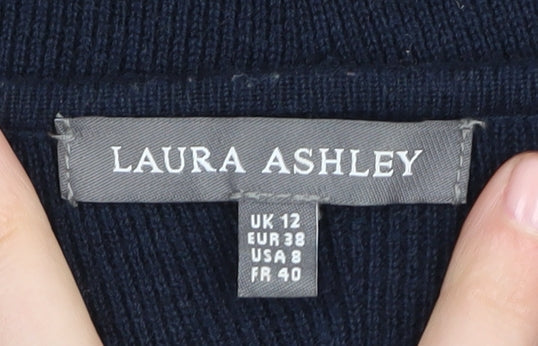 LAURA ASHLEY
UK 12
EUR 38
USA 8
FR 40